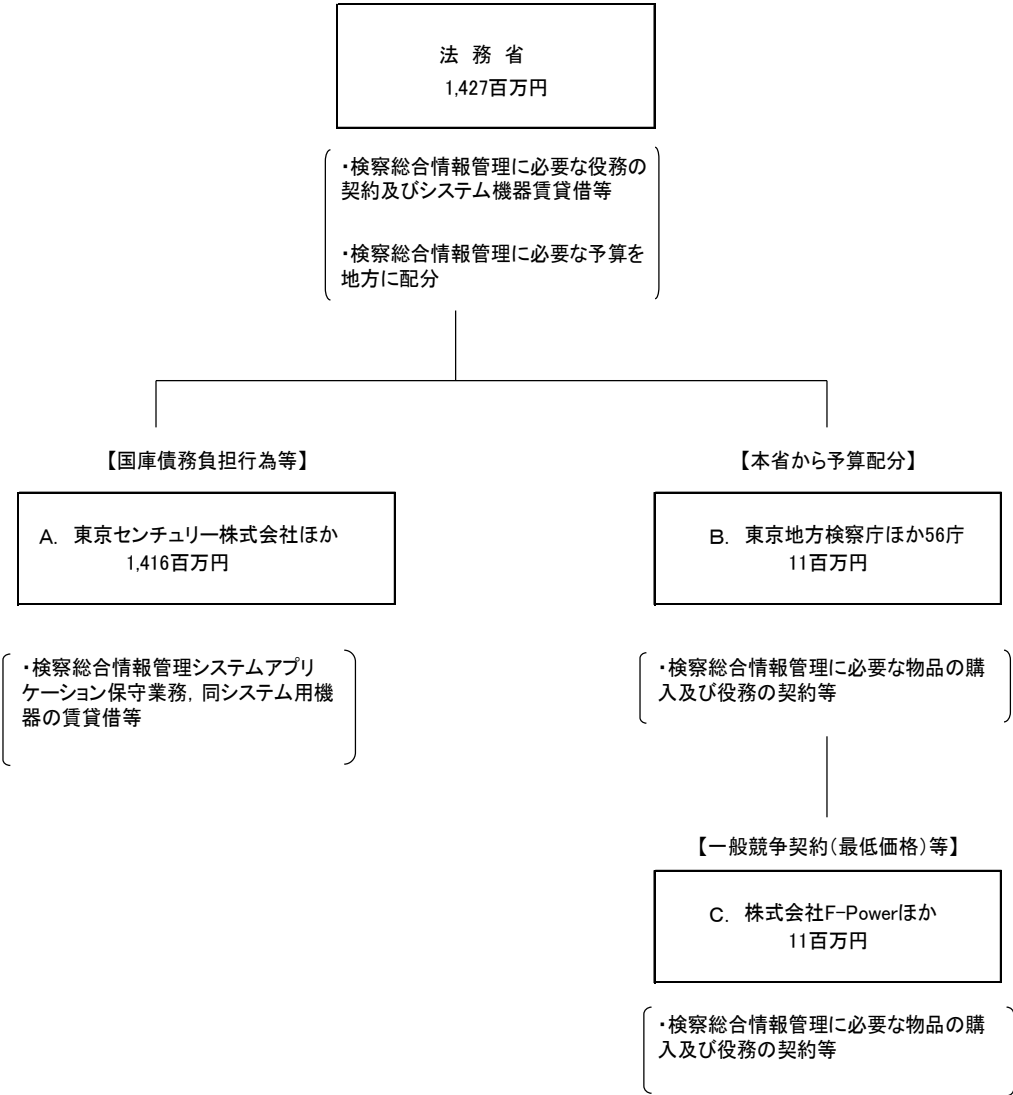 法 務 省
1,427百万円
・検察総合情報管理に必要な役務の
契約及びシステム機器賃貸借等
・検察総合情報管理に必要な予算を
地方に配分
【国庫債務負担行為等】
A. 東京センチュリー株式会社ほか
1,416百万円
・検察総合情報管理システムアプリ
ケーション保守業務, 同システム用機
器の賃貸借等
【本省から予算配分】
B. 東京地方検察庁ほか56庁
11百万円
・検察総合情報管理に必要な物品の購
入及び役務の契約等
【一般競争契約(最低価格)等】
C. 株式会社F-Powerほか
11百万円
・検察総合情報管理に必要な物品の購
入及び役務の契約等